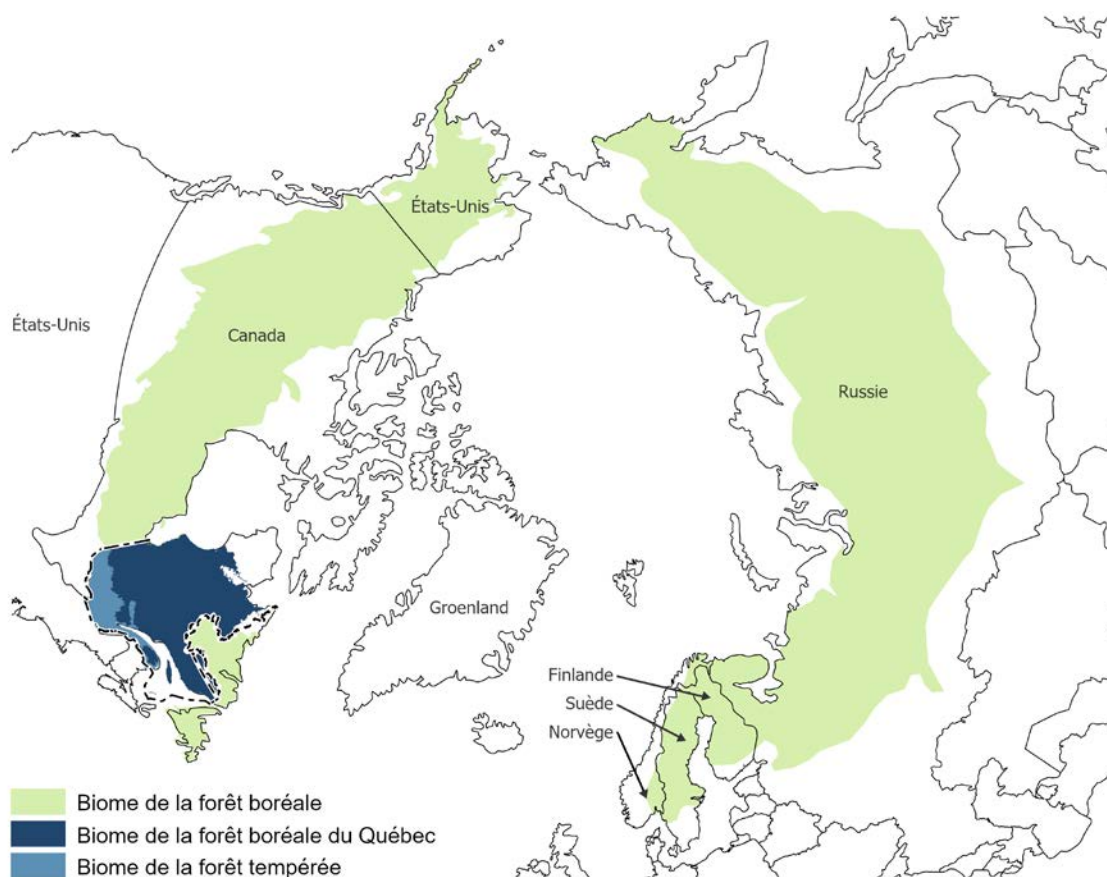 États-Unis
États-Unis
Canada
Russie
Groenland
Finlande
Suède
Norvège
Biome de la forêt boréale
Biome de la forêt boréale du Québec
Biome de la forêt tempérée